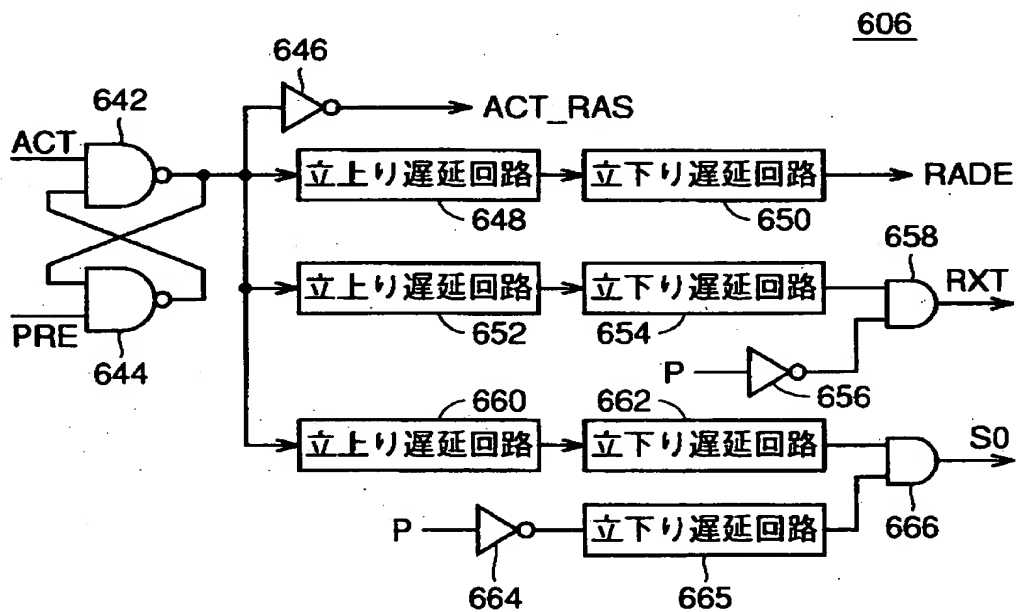 606
646
642
ACT
ACT_RAS
立上り遅延回路
立下り遅延回路
RADE
648
650
658
RXT
立上り遅延回路
立下り遅延回路
652
654
PRE
644
P
656
660
662
S0
立上り遅延回路
立下り遅延回路
666
P
立下り遅延回路
664
665